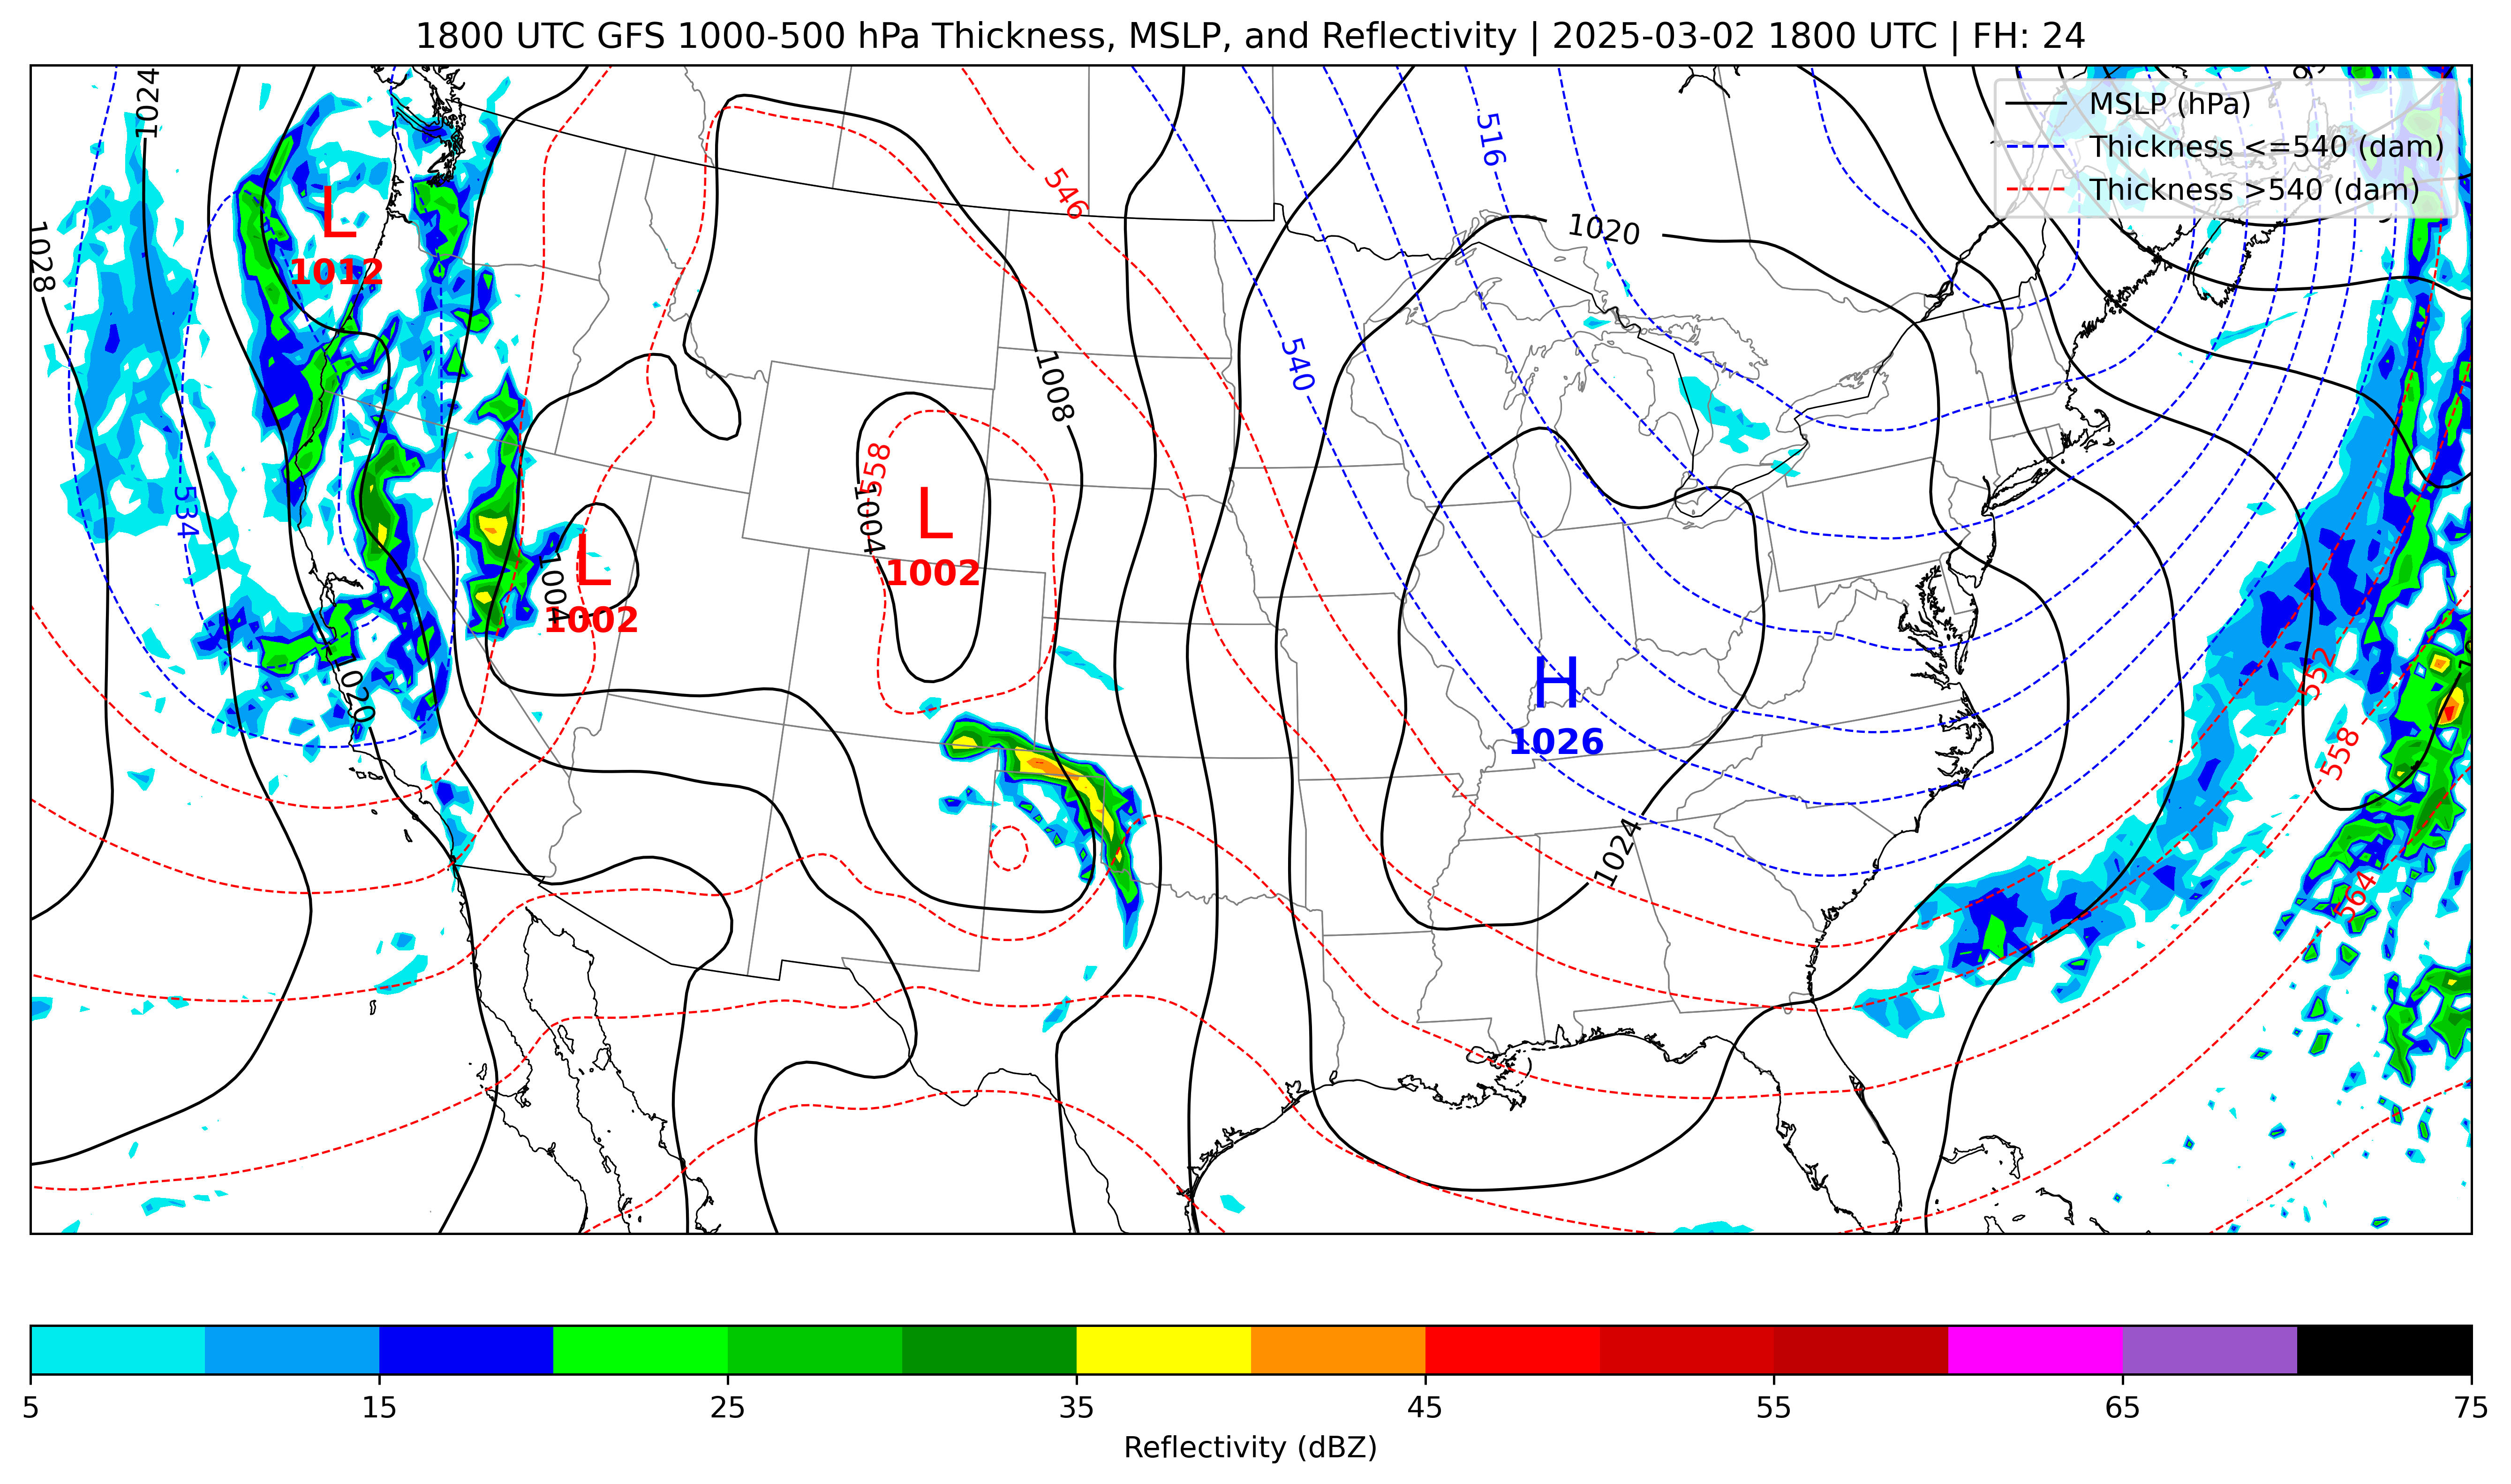 1800 UTC GFS 1000-500 hPa Thickness, MSLP, and Reflectivity | 2025-03-02 1800 UTC | FH: 24
MSLP (hPa)
Thickness <=540 (dam)
Thickness >540 (dam)
1024
516
546
1020
1028
L
1012
540
1008
558
1004
534
L
1002
1004
L
1002
1020
H
1026
552
558
1024
564
5 15 25 35 45 55 65 75
Reflectivity (dBZ)